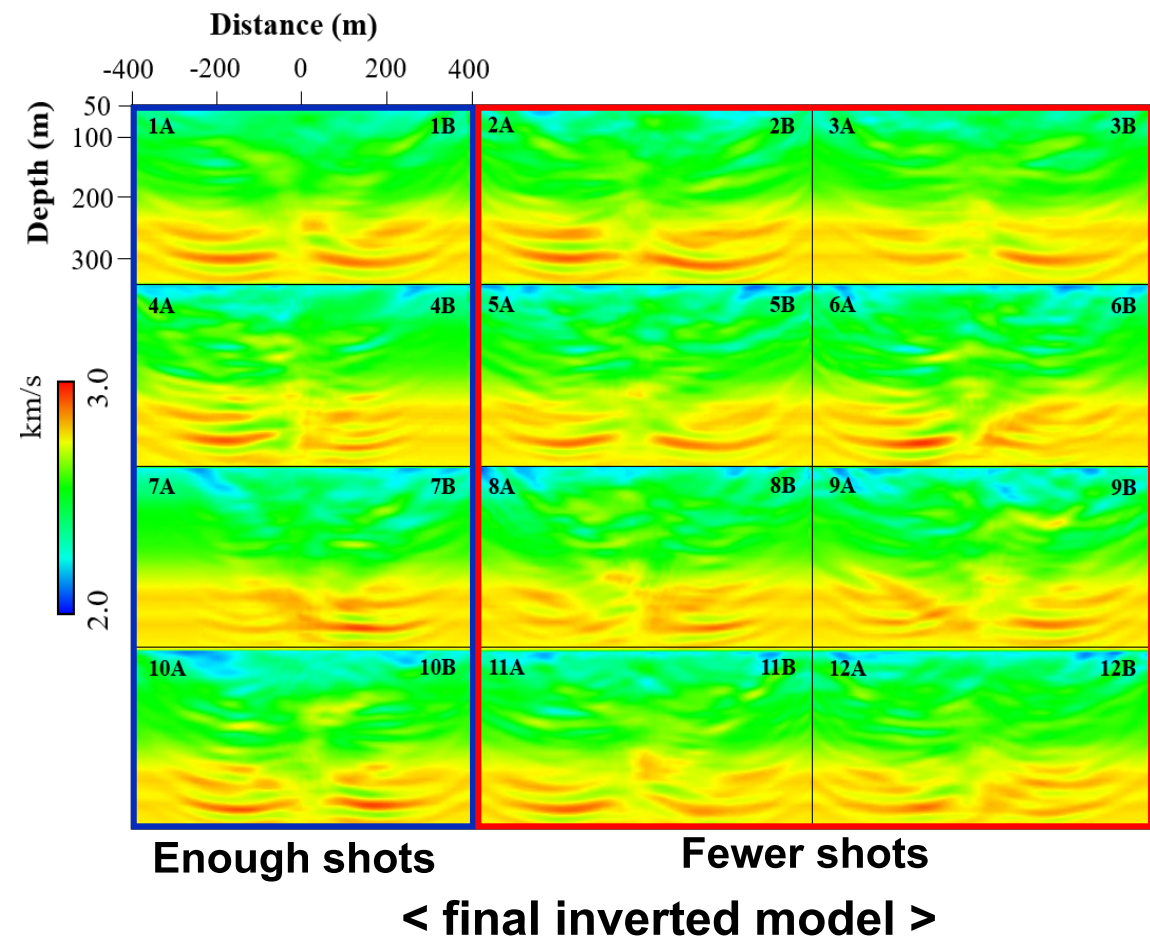 Distance (m)
-400 -200 0 200 400
Depth (m)
50
100
200
300
1A 1B 2A 2B 3A 3B
4A 4B 5A 5B 6A 6B
km/s
3.0
2.0
7A 7B 8A 8B 9A 9B
10A 10B 11A 11B 12A 12B
Enough shots
Fewer shots
< final inverted model >